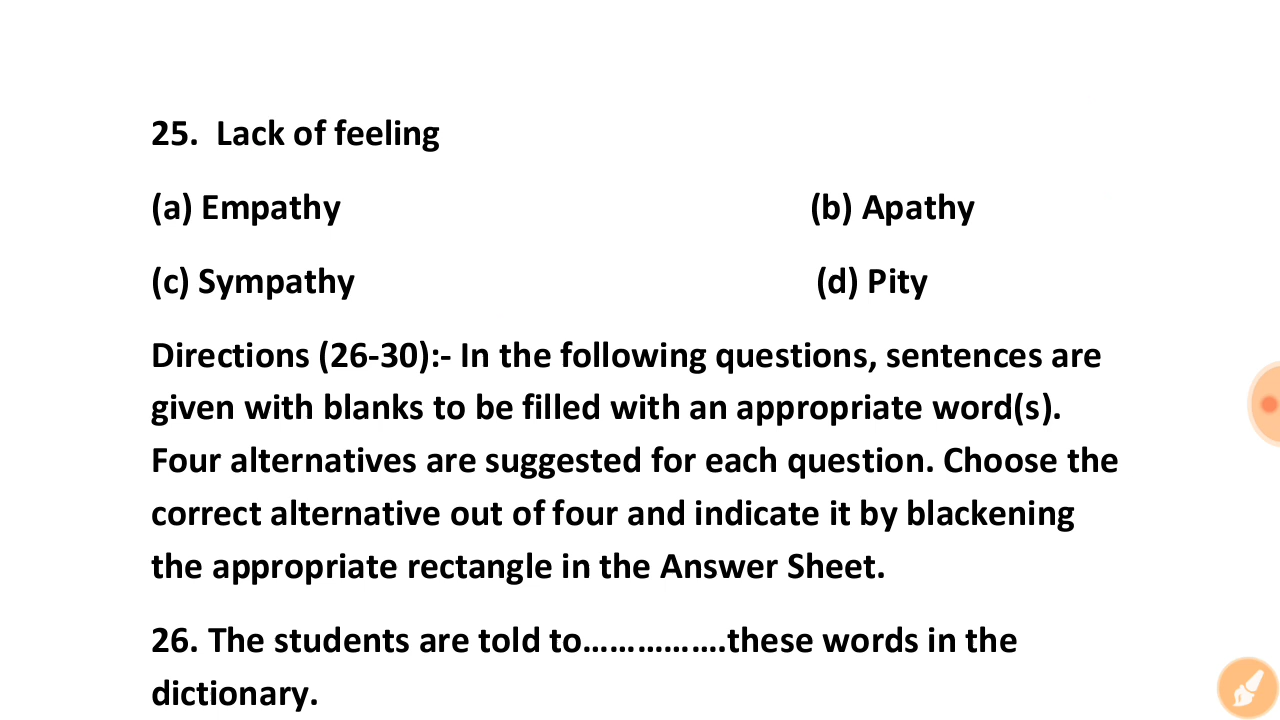 25.  Lack of feeling
(a) Empathy (b) Apathy
(c) Sympathy (d) Pity
Directions (26-30):- In the following questions, sentences are
given with blanks to be filled with an appropriate word(s).
Four alternatives are suggested for each question. Choose the
correct alternative out of four and indicate it by blackening
the appropriate rectangle in the Answer Sheet.
26. The students are told to…………….these words in the
dictionary.